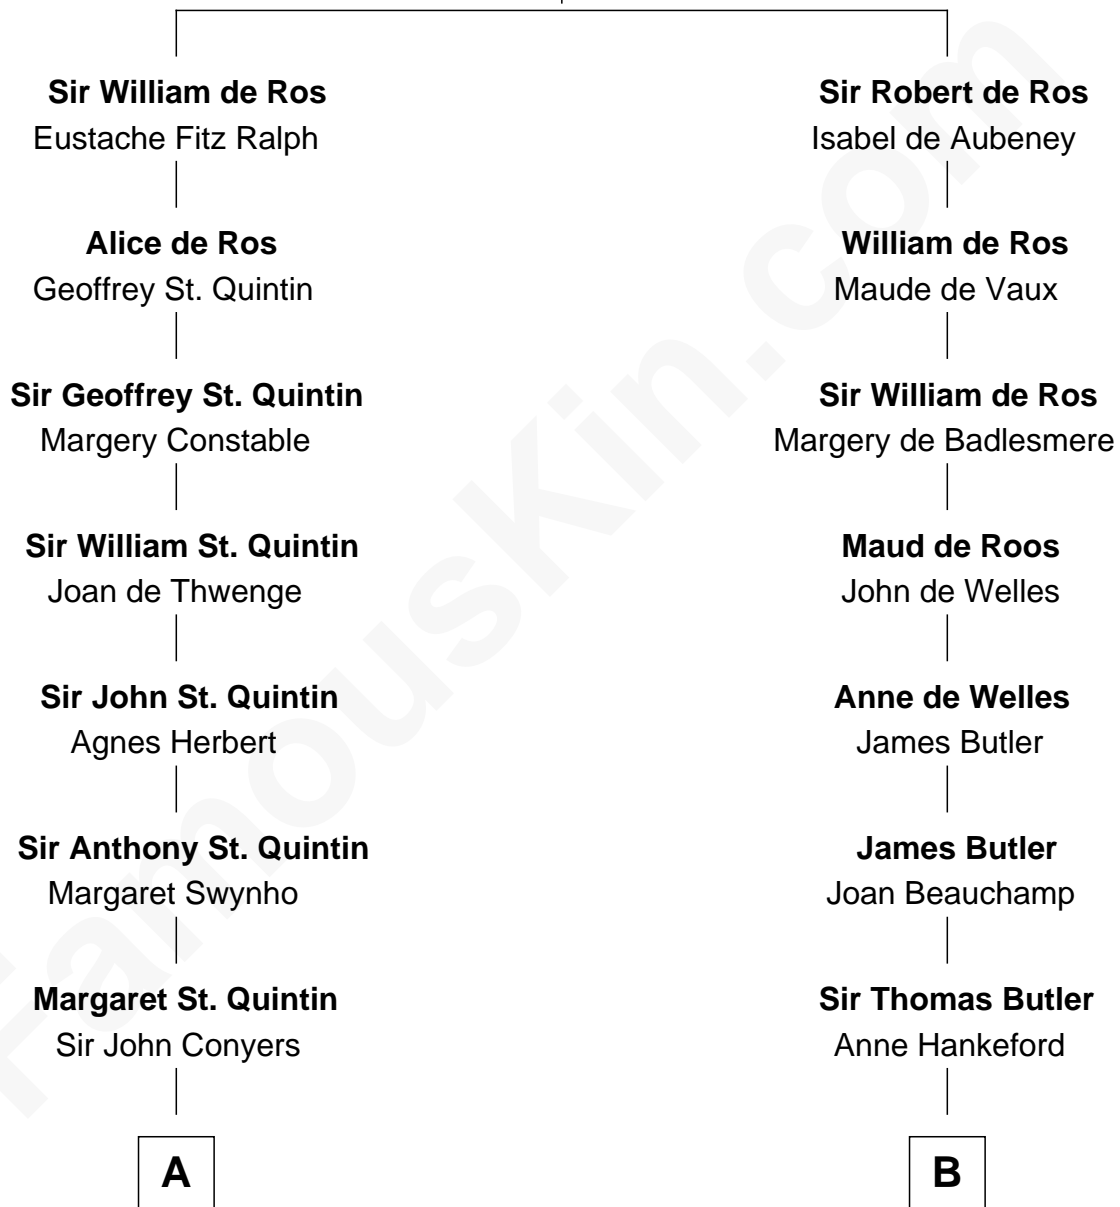 Sir William de Ros
Eustache Fitz Ralph
Alice de Ros
Geoffrey St. Quintin
Sir Geoffrey St. Quintin
Margery Constable
Sir William St. Quintin
Joan de Thwenge
Sir John St. Quintin
Agnes Herbert
Sir Anthony St. Quintin
Margaret Swynho
Margaret St. Quintin
Sir John Conyers
A
Sir Robert de Ros
Isabel de Aubeney
William de Ros
Maude de Vaux
Sir William de Ros
Margery de Badlesmere
Maud de Roos
John de Welles
Anne de Welles
James Butler
James Butler
Joan Beauchamp
Sir Thomas Butler
Anne Hankeford
B
FamousKin.com